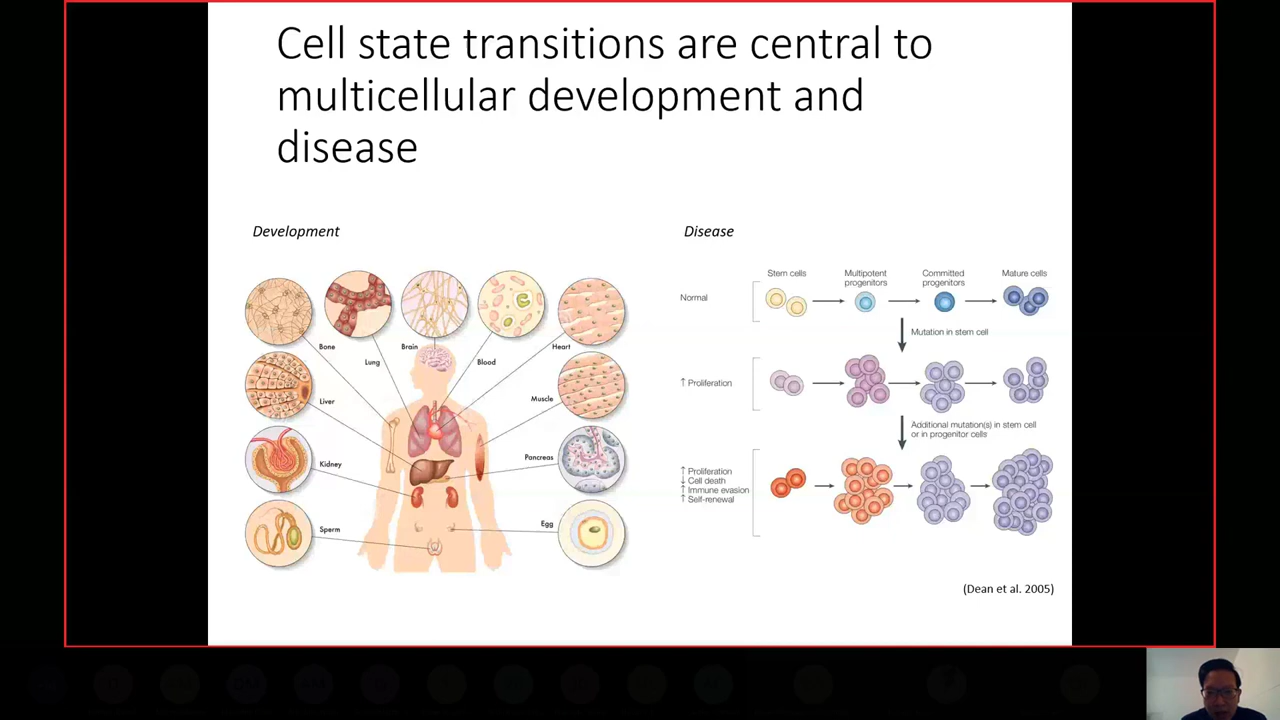 Cell state transitions are central to
multicellular development and
disease
Development
Bone
Lung
Brain
Blood
Heart
Liver
Muscle
Kidney
Pancreas
Sperm
Egg
Disease
Stem cells
Multipotent
progenitors
Committed
progenitors
Mature cells
Normal
Mutation in stem cell
↑ Proliferation
Additional mutation(s) in stem cell
or in progenitor cells
↑ Proliferation
↓ Cell death
↑ Immune evasion
↑ Self-renewal
(Dean et al. 2005)